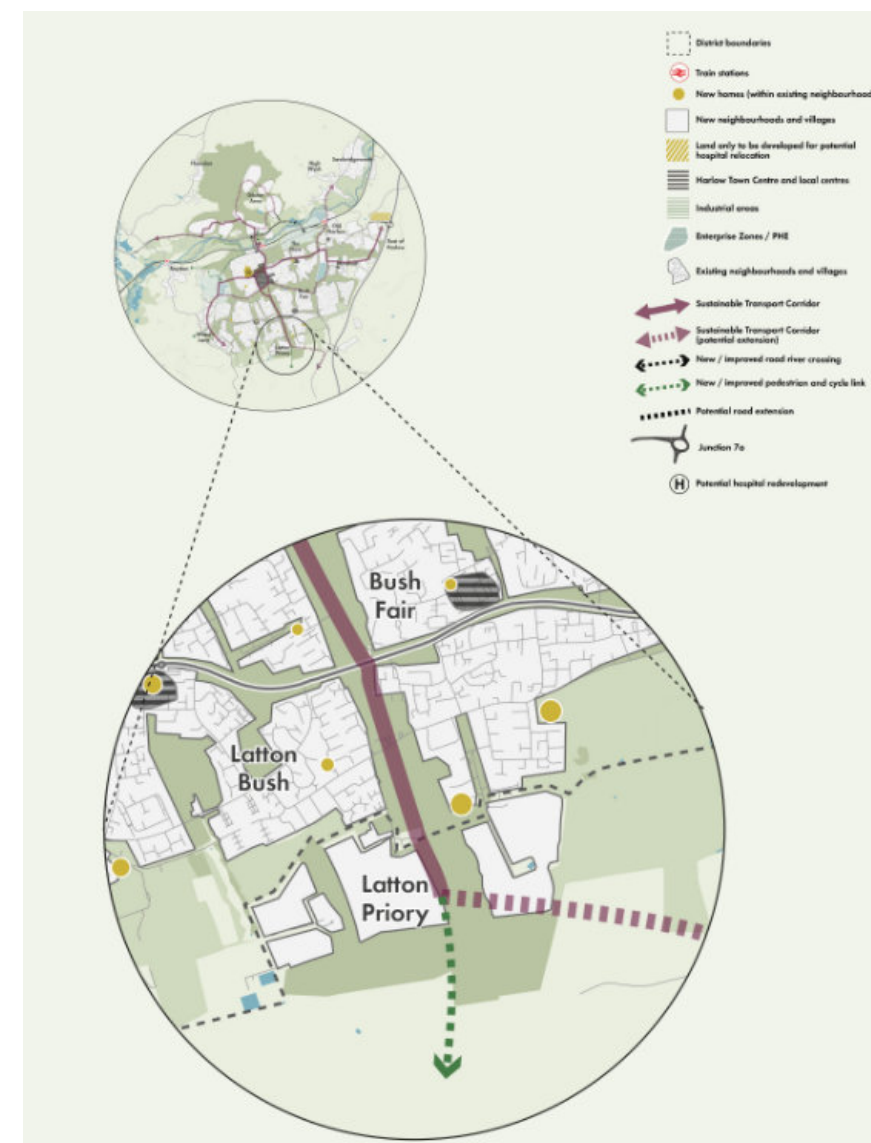 District boundaries
Train stations
New homes (within existing neighbourhood
New neighbourhoods and villages
Land only to be developed for potential
hospital relocation
Harlow Town Centre and local centres
Industrial areas
Enterprise Zones / PHE
Existing neighbourhoods and villages
Sustainable Transport Corridor
Sustainable Transport Corridor
(potential extension)
New / improved road river crossing
New / improved pedestrian and cycle link
Potential road extension
Junction 7a
H Potential hospital redevelopment
Bush
Fair
Latton
Bush
Latton
Priory